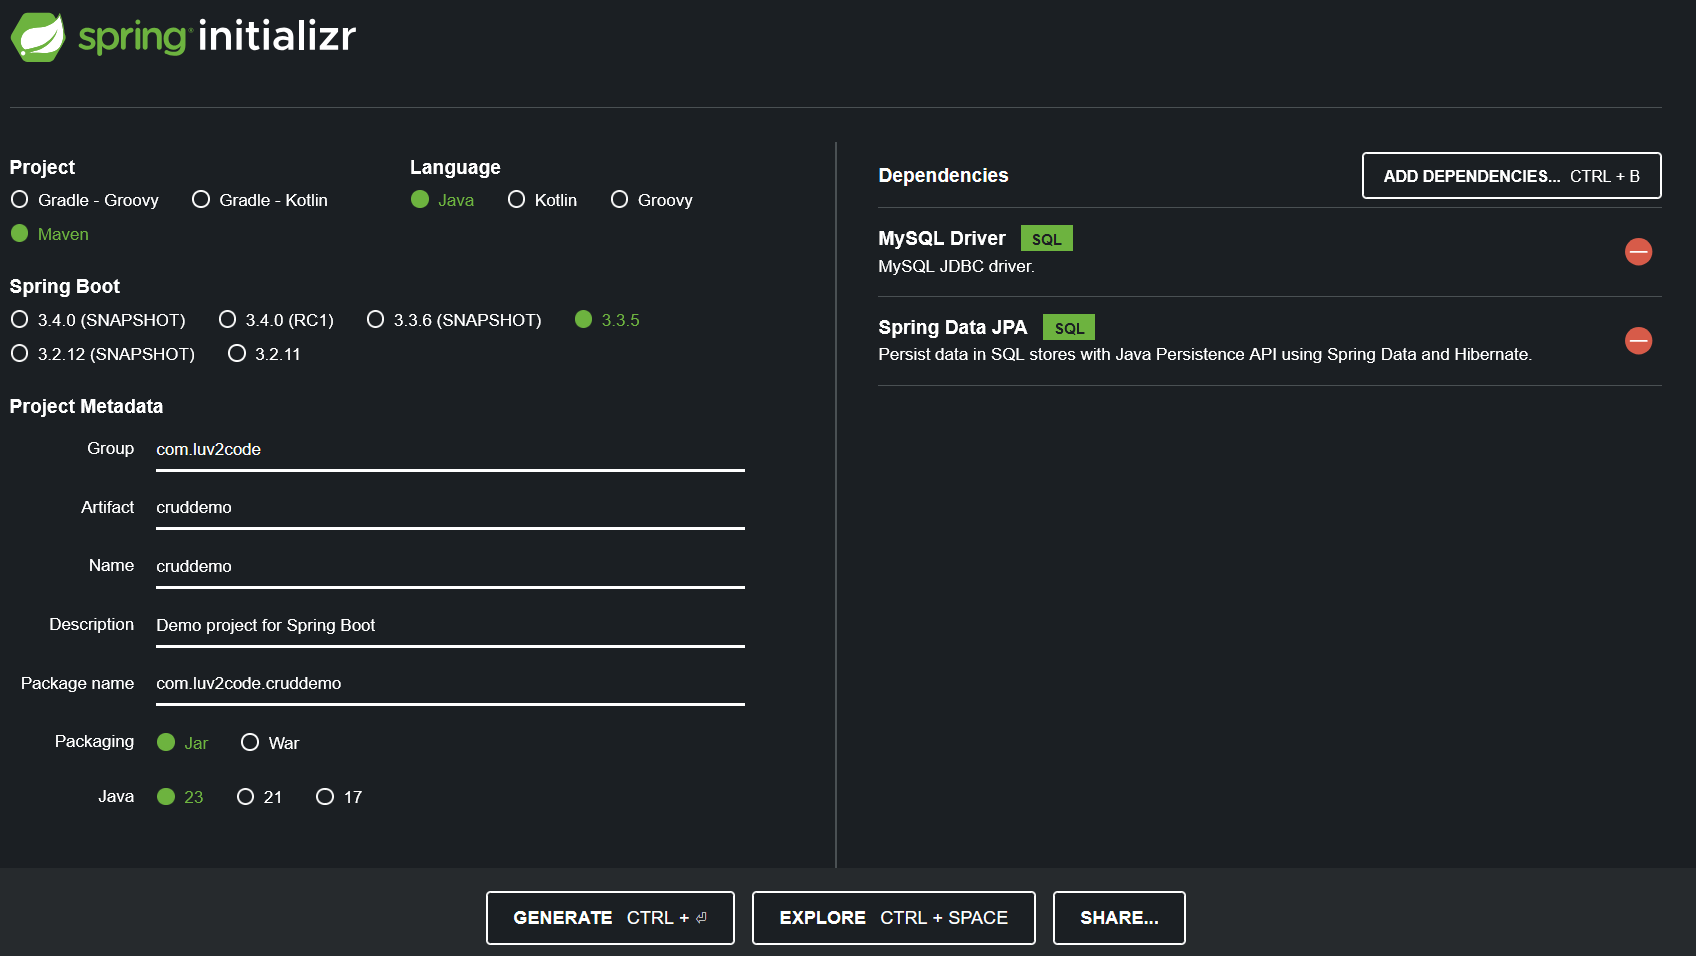 spring initializr
Project
Gradle - Groovy Gradle - Kotlin
Maven
Language
Java Kotlin Groovy
Spring Boot
3.4.0 (SNAPSHOT) 3.4.0 (RC1) 3.3.6 (SNAPSHOT) 3.3.5
3.2.12 (SNAPSHOT) 3.2.11
Project Metadata
Group com.luv2code
Artifact cruddemo
Name cruddemo
Description Demo project for Spring Boot
Package name com.luv2code.cruddemo
Packaging Jar War
Java 23 21 17
Dependencies ADD DEPENDENCIES... CTRL + B
MySQL Driver SQL
MySQL JDBC driver.
Spring Data JPA SQL
Persist data in SQL stores with Java Persistence API using Spring Data and Hibernate.
GENERATE CTRL + ⏎ EXPLORE CTRL + SPACE SHARE...